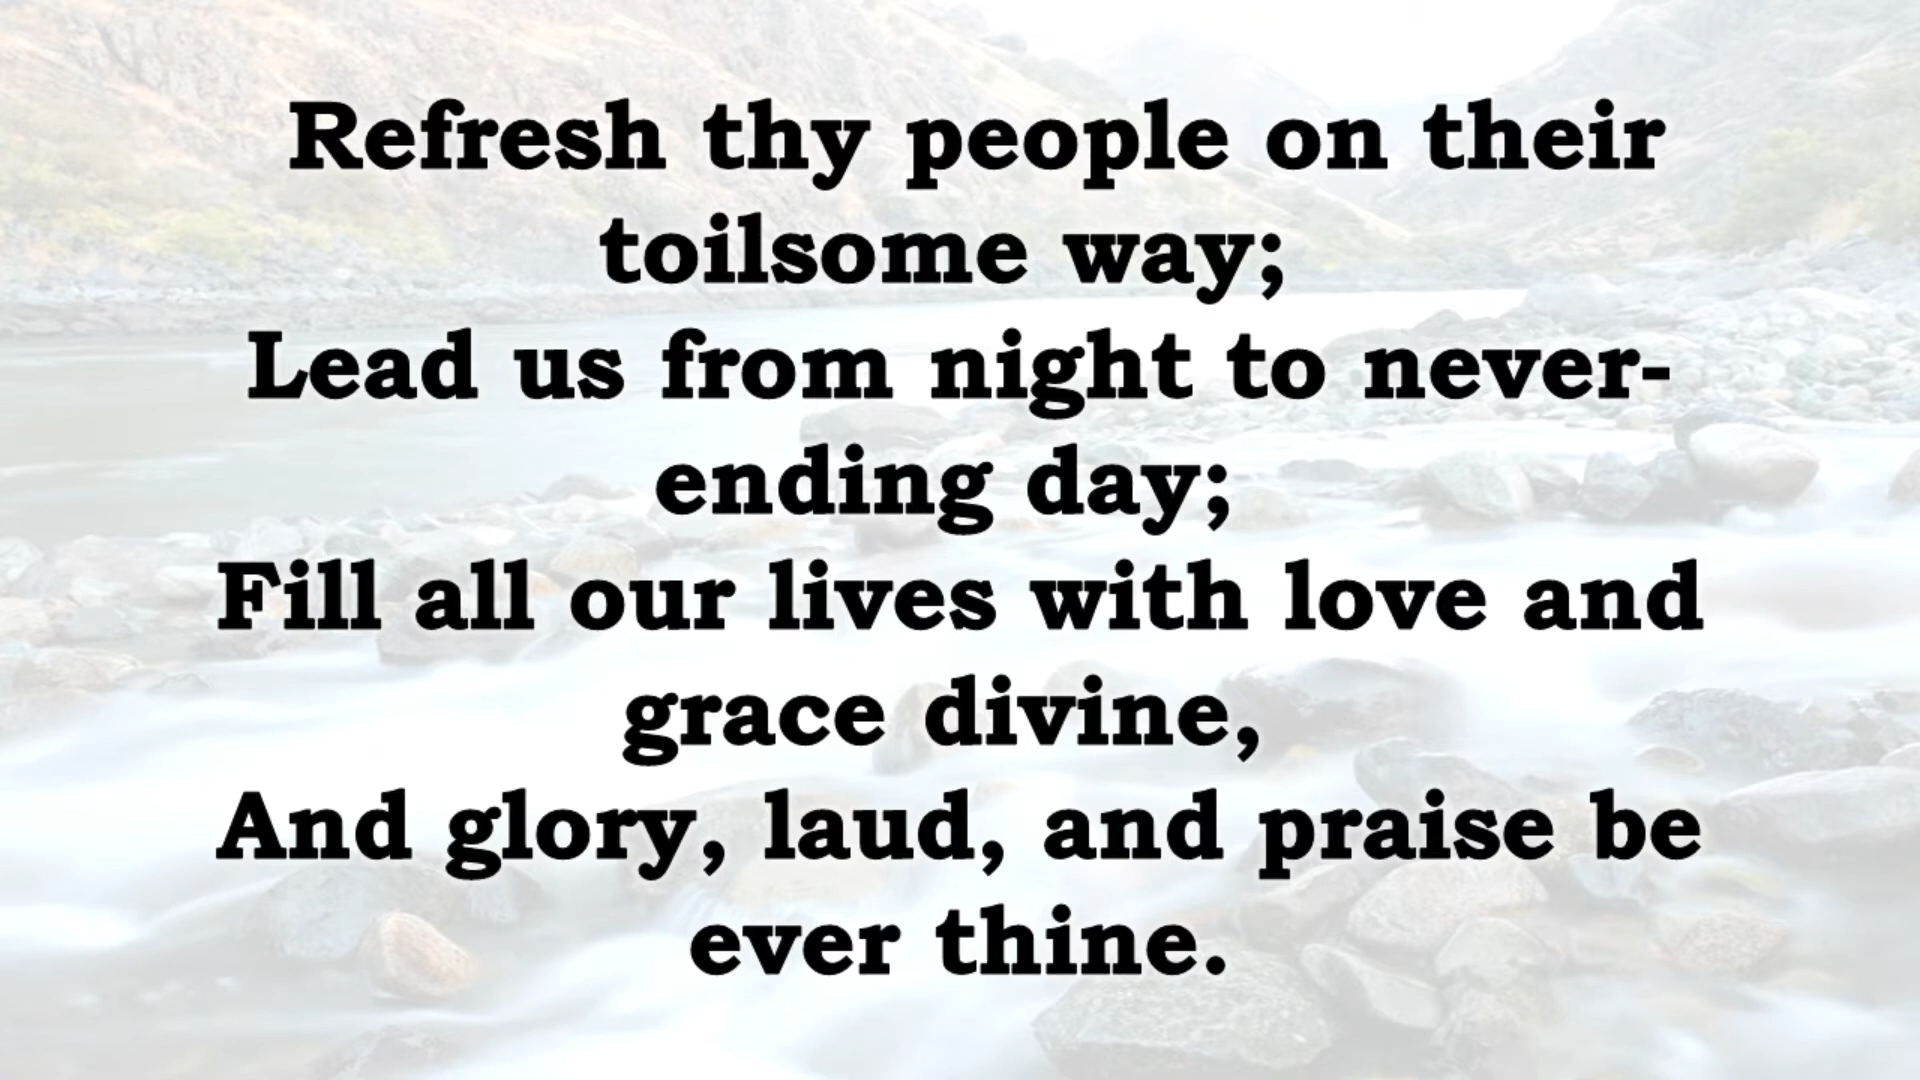 Refresh thy people on their
toilsome way;
Lead us from night to never-
ending day;
Fill all our lives with love and
grace divine,
And glory, laud, and praise be
ever thine.